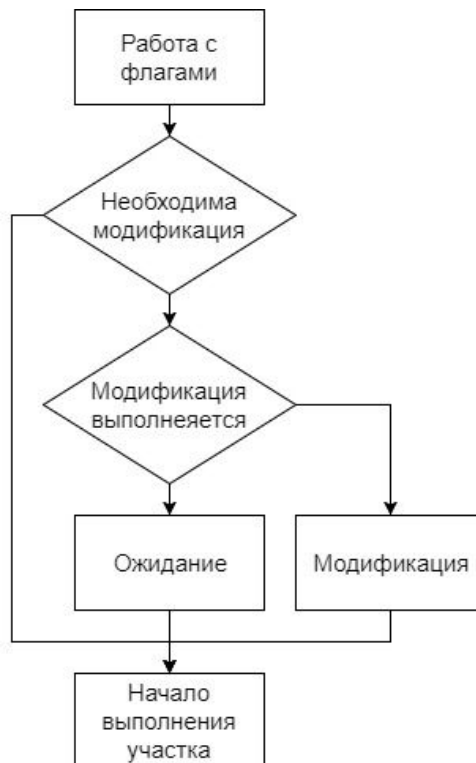 Работа с
флагами
Необходима
модификация
Модификация
выполнеяется
Ожидание
Модификация
Начало
выполнения
участка